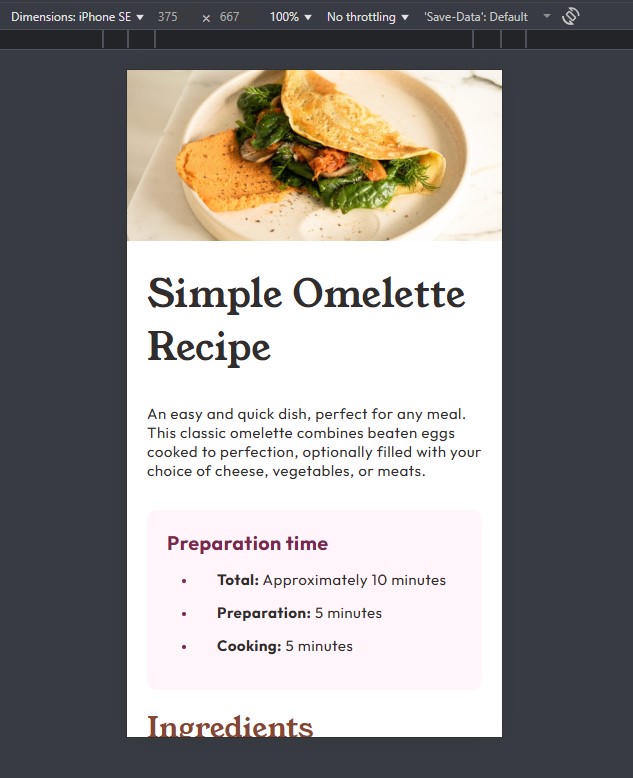 Dimensions: iPhone SE 375 × 667 100% No throttling 'Save-Data': Default
Simple Omelette
Recipe
An easy and quick dish, perfect for any meal.
This classic omelette combines beaten eggs
cooked to perfection, optionally filled with your
choice of cheese, vegetables, or meats.
Preparation time
• Total: Approximately 10 minutes
• Preparation: 5 minutes
• Cooking: 5 minutes
Ingredients